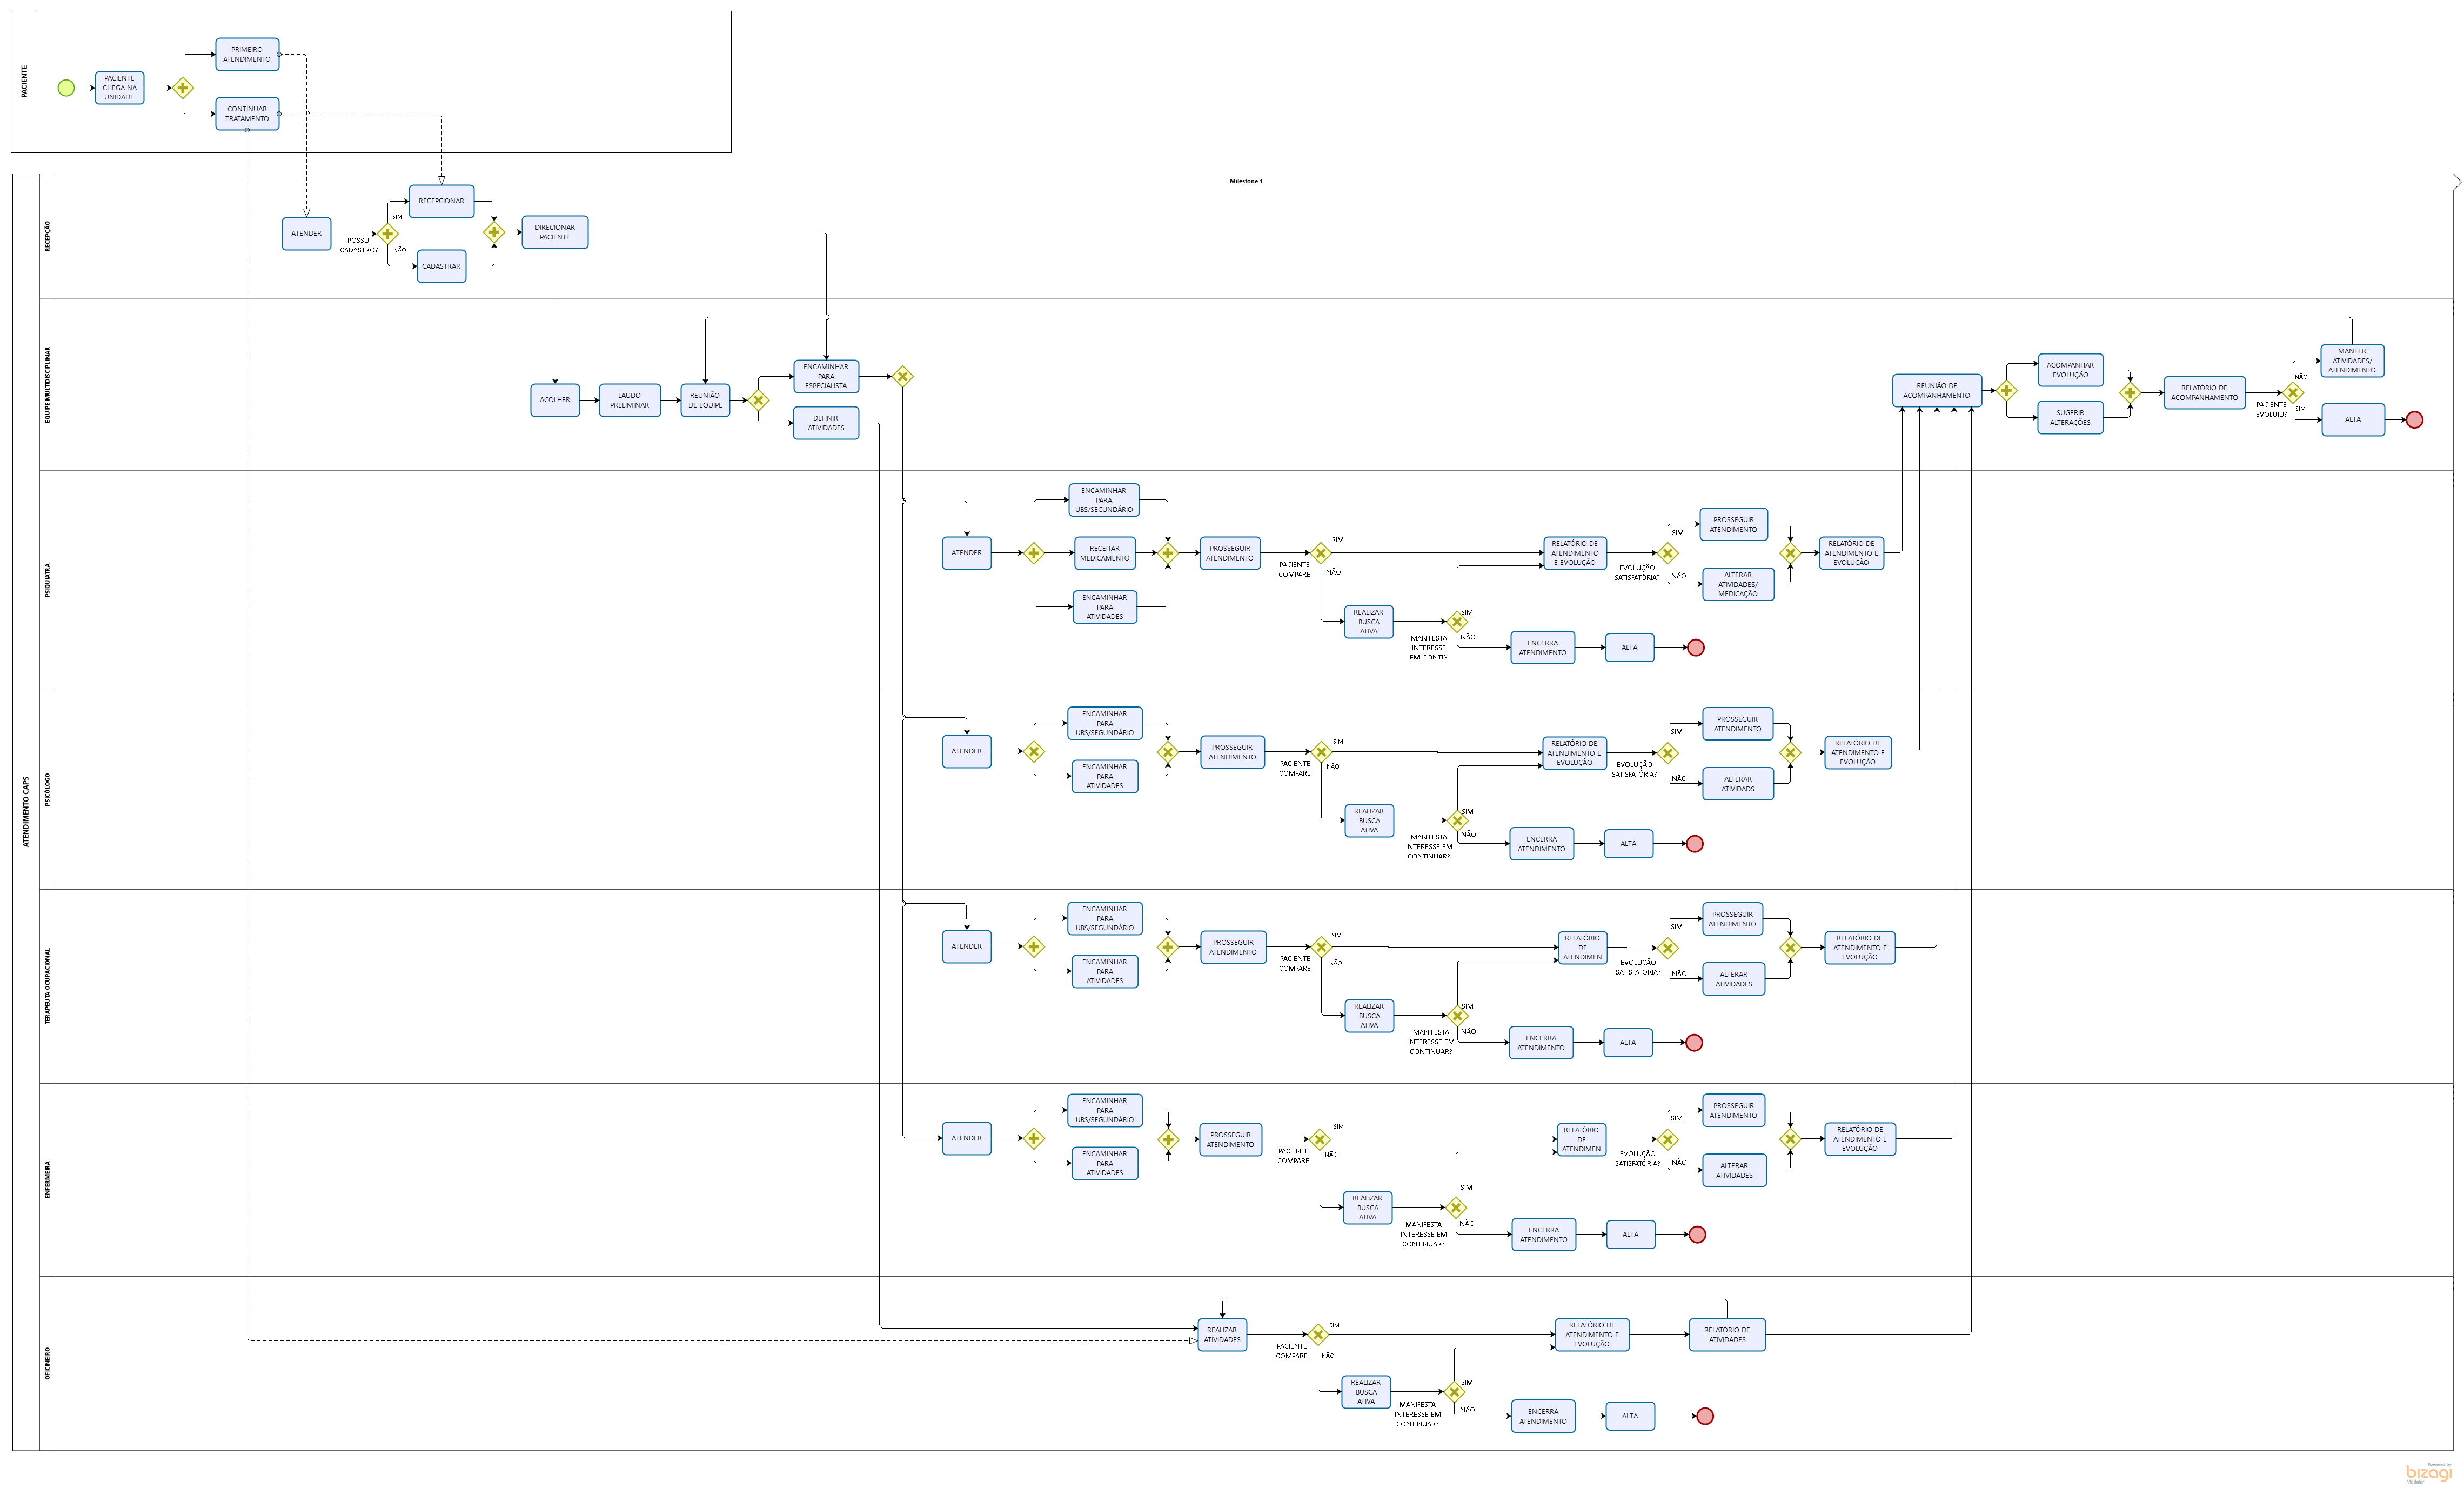 PACIENTE
PACIENTE
CHEGA NA
UNIDADE
PRIMEIRO
ATENDIMENTO
CONTINUAR
TRATAMENTO
ATENDIMENTO CAPS
Milestone 1
RECEPÇÃO
ATENDER
POSSUI
CADASTRO?
SIM
NÃO
RECEPCIONAR
CADASTRAR
DIRECIONAR
PACIENTE
EQUIPE MULTIDISCIPLINAR
ACOLHER
LAUDO
PRELIMINAR
REUNIÃO
DE EQUIPE
ENCAMINHAR
PARA
ESPECIALISTA
DEFINIR
ATIVIDADES
REUNIÃO DE
ACOMPANHAMENTO
ACOMPANHAR
EVOLUÇÃO
SUGERIR
ALTERAÇÕES
RELATÓRIO DE
ACOMPANHAMENTO
PACIENTE
EVOLUIU?
NÃO
SIM
MANTER
ATIVIDADES/
ATENDIMENTO
ALTA
PSIQUIATRA
ATENDER
ENCAMINHAR
PARA
UBS/SECUNDÁRIO
RECEITAR
MEDICAMENTO
ENCAMINHAR
PARA
ATIVIDADES
PROSSEGUIR
ATENDIMENTO
PACIENTE
COMPARE
SIM
NÃO
REALIZAR
BUSCA
ATIVA
MANIFESTA
INTERESSE
EM CONTIN
SIM
NÃO
ENCERRA
ATENDIMENTO
ALTA
RELATÓRIO DE
ATENDIMENTO
E EVOLUÇÃO
EVOLUÇÃO
SATISFATÓRIA?
SIM
NÃO
PROSSEGUIR
ATENDIMENTO
ALTERAR
ATIVIDADES/
MEDICAÇÃO
RELATÓRIO DE
ATENDIMENTO E
EVOLUÇÃO
PSICÓLOGO
ATENDER
ENCAMINHAR
PARA
UBS/SEGUNDÁRIO
ENCAMINHAR
PARA
ATIVIDADES
PROSSEGUIR
ATENDIMENTO
PACIENTE
COMPARE
SIM
NÃO
REALIZAR
BUSCA
ATIVA
MANIFESTA
INTERESSE EM
CONTINUAR?
SIM
NÃO
ENCERRA
ATENDIMENTO
ALTA
RELATÓRIO DE
ATENDIMENTO E
EVOLUÇÃO
EVOLUÇÃO
SATISFATÓRIA?
SIM
NÃO
PROSSEGUIR
ATENDIMENTO
ALTERAR
ATIVIDADS
RELATÓRIO DE
ATENDIMENTO E
EVOLUÇÃO
TERAPEUTA OCUPACIONAL
ATENDER
ENCAMINHAR
PARA
UBS/SEGUNDÁRIO
ENCAMINHAR
PARA
ATIVIDADES
PROSSEGUIR
ATENDIMENTO
PACIENTE
COMPARE
SIM
NÃO
REALIZAR
BUSCA
ATIVA
MANIFESTA
INTERESSE EM
CONTINUAR?
SIM
NÃO
ENCERRA
ATENDIMENTO
ALTA
RELATÓRIO
DE
ATENDIMEN
EVOLUÇÃO
SATISFATÓRIA?
SIM
NÃO
PROSSEGUIR
ATENDIMENTO
ALTERAR
ATIVIDADES
RELATÓRIO DE
ATENDIMENTO E
EVOLUÇÃO
ENFERMEIRA
ATENDER
ENCAMINHAR
PARA
UBS/SEGUNDÁRIO
ENCAMINHAR
PARA
ATIVIDADES
PROSSEGUIR
ATENDIMENTO
PACIENTE
COMPARE
SIM
NÃO
REALIZAR
BUSCA
ATIVA
MANIFESTA
INTERESSE EM
CONTINUAR?
SIM
NÃO
ENCERRA
ATENDIMENTO
ALTA
RELATÓRIO
DE
ATENDIMEN
EVOLUÇÃO
SATISFATÓRIA?
SIM
NÃO
PROSSEGUIR
ATENDIMENTO
ALTERAR
ATIVIDADES
RELATÓRIO DE
ATENDIMENTO E
EVOLUÇÃO
OFICINEIRO
REALIZAR
ATIVIDADES
PACIENTE
COMPARE
SIM
NÃO
REALIZAR
BUSCA
ATIVA
MANIFESTA
INTERESSE EM
CONTINUAR?
SIM
NÃO
ENCERRA
ATENDIMENTO
ALTA
RELATÓRIO DE
ATENDIMENTO E
EVOLUÇÃO
RELATÓRIO DE
ATIVIDADES
Powered by
bizagi
Modeler